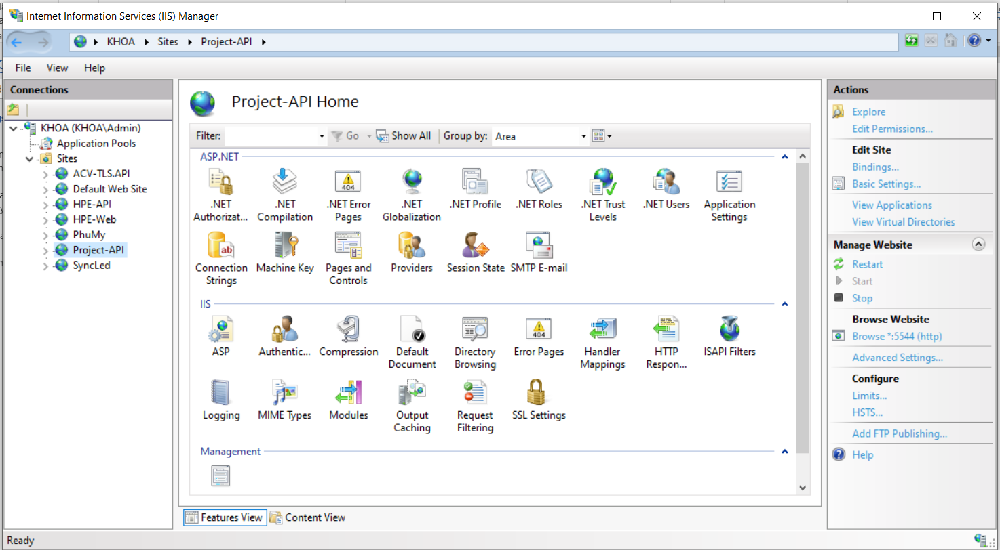 Internet Information Services (IIS) Manager
KHOA
Sites
Project-API
File View Help
Connections
KHOA (KHOA\Admin)
Application Pools
Sites
ACV-TLS.API
Default Web Site
HPE-API
HPE-Web
PhuMy
Project-API
SyncLed
Project-API Home
Filter: Go Show All Group by: Area
ASP.NET
.NET Authorizat...
.NET Compilation
.NET Error Pages
.NET Globalization
.NET Profile
.NET Roles
.NET Trust Levels
.NET Users
Application Settings
Connection Strings
Machine Key
Pages and Controls
Providers
Session State
SMTP E-mail
IIS
ASP
Authentic...
Compression
Default Document
Directory Browsing
Error Pages
Handler Mappings
HTTP Respon...
ISAPI Filters
Logging
MIME Types
Modules
Output Caching
Request Filtering
SSL Settings
Management
Features View Content View
Actions
Explore
Edit Permissions...
Edit Site
Bindings...
Basic Settings...
View Applications
View Virtual Directories
Manage Website
Restart
Start
Stop
Browse Website
Browse *:5544 (http)
Advanced Settings...
Configure
Limits...
HSTS...
Add FTP Publishing...
Help
Ready